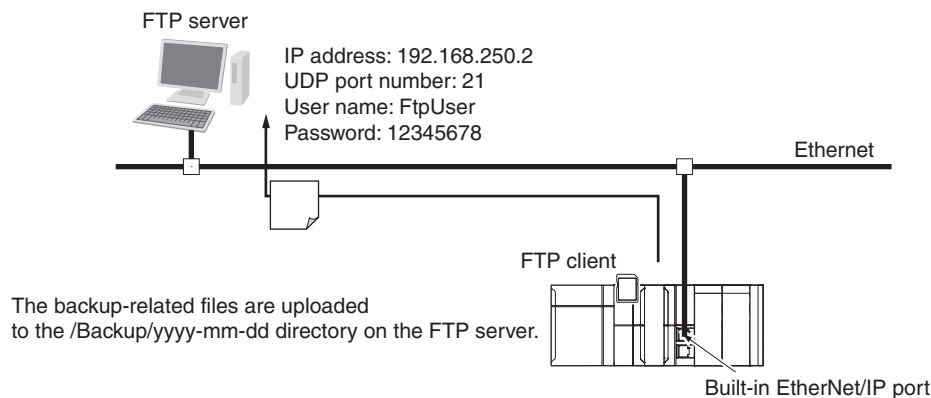 FTP server
IP address: 192.168.250.2
UDP port number: 21
User name: FtpUser
Password: 12345678
Ethernet
FTP client
The backup-related files are uploaded
to the /Backup/yyyy-mm-dd directory on the FTP server.
Built-in EtherNet/IP port